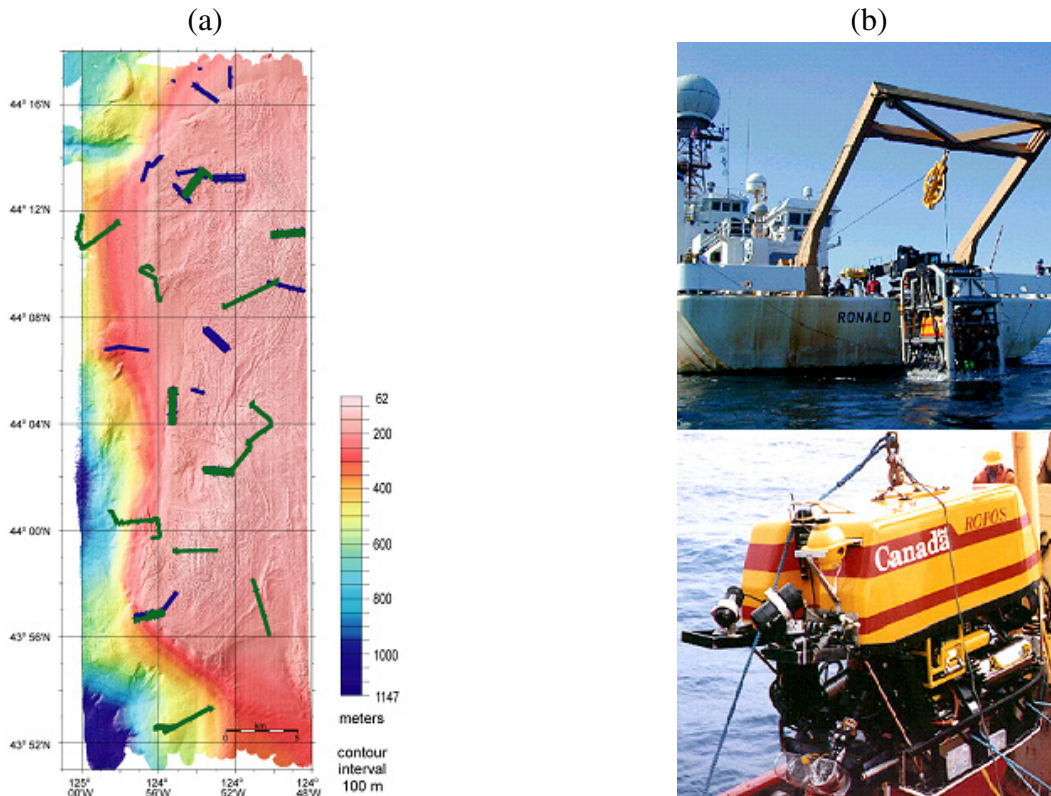 (a)
(b)
44° 16'N
44° 12'N
44° 08'N
44° 04'N
44° 00'N
43° 56'N
43° 52'N
125° 00'W
124° 56'W
124° 52'W
124° 48'W
km
0 5
62
200
400
600
800
1000
1147
meters
contour
interval
100 m
RONALD
Canada
ROPOS